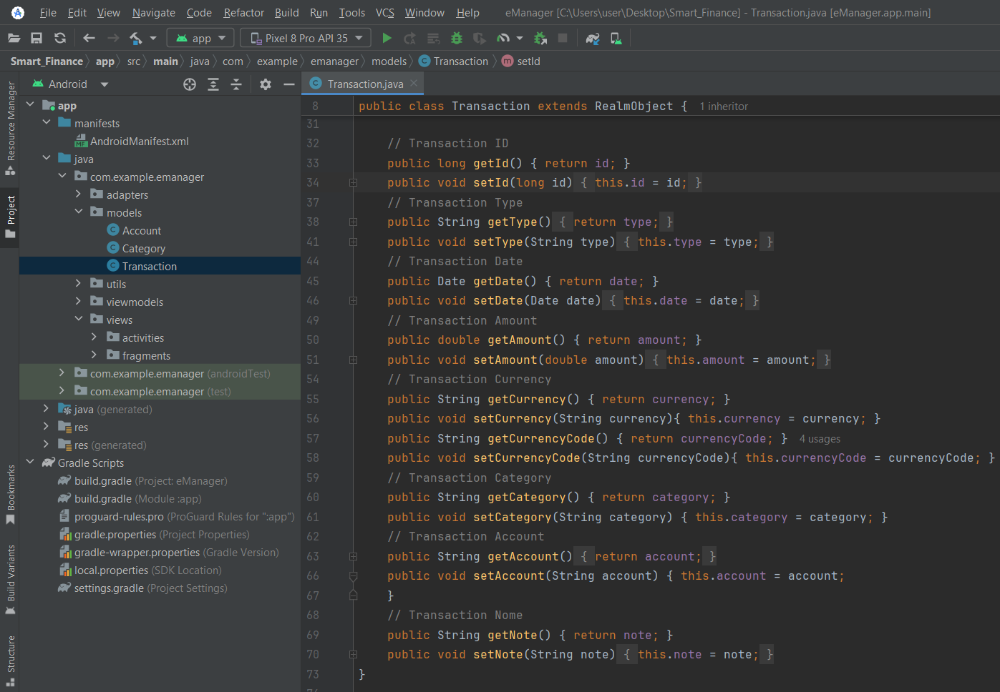 File Edit View Navigate Code Refactor Build Run Tools VCS Window Help eManager [C:\Users\user\Desktop\Smart_Finance] - Transaction.java [eManager.app.main]
app Pixel 8 Pro API 35
Smart_Finance app src main java com example emanager models Transaction setId
Resource Manager
Project
Bookmarks
Build Variants
Structure
Android
app
manifests
AndroidManifest.xml
java
com.example.emanager
adapters
models
Account
Category
Transaction
utils
viewmodels
views
activities
fragments
com.example.emanager (androidTest)
com.example.emanager (test)
java (generated)
res
res (generated)
Gradle Scripts
build.gradle (Project: eManager)
build.gradle (Module :app)
proguard-rules.pro (ProGuard Rules for ":app")
gradle.properties (Project Properties)
gradle-wrapper.properties (Gradle Version)
local.properties (SDK Location)
settings.gradle (Project Settings)
Transaction.java
8 public class Transaction extends RealmObject { 1 inheritor
31
32 // Transaction ID
33 public long getId() { return id; }
34 public void setId(long id) { this.id = id; }
37 // Transaction Type
38 public String getType() { return type; }
41 public void setType(String type) { this.type = type; }
44 // Transaction Date
45 public Date getDate() { return date; }
46 public void setDate(Date date) { this.date = date; }
49 // Transaction Amount
50 public double getAmount() { return amount; }
51 public void setAmount(double amount) { this.amount = amount; }
54 // Transaction Currency
55 public String getCurrency() { return currency; }
56 public void setCurrency(String currency){ this.currency = currency; }
57 public String getCurrencyCode() { return currencyCode; } 4 usages
58 public void setCurrencyCode(String currencyCode){ this.currencyCode = currencyCode; }
59 // Transaction Category
60 public String getCategory() { return category; }
61 public void setCategory(String category) { this.category = category; }
62 // Transaction Account
63 public String getAccount() { return account; }
66 public void setAccount(String account) { this.account = account;
67 }
68 // Transaction Nome
69 public String getNote() { return note; }
70 public void setNote(String note) { this.note = note; }
73 }